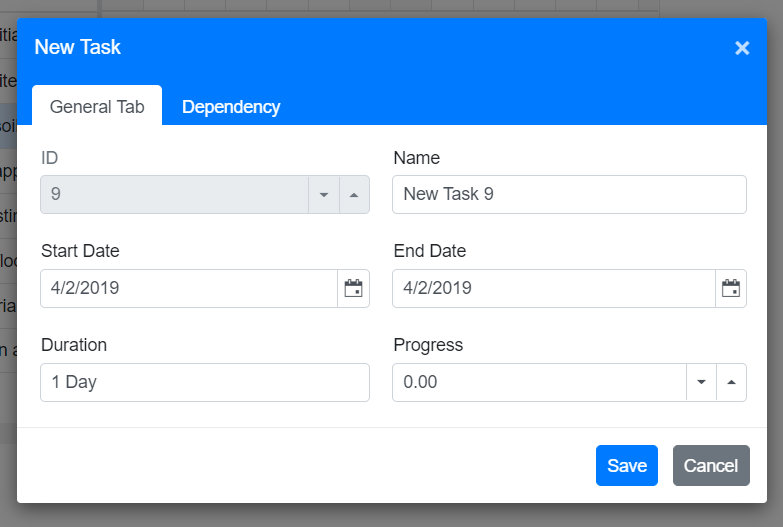 New Task
General Tab Dependency
ID Name
9 New Task 9
Start Date End Date
4/2/2019 4/2/2019
Duration Progress
1 Day 0.00
Save Cancel